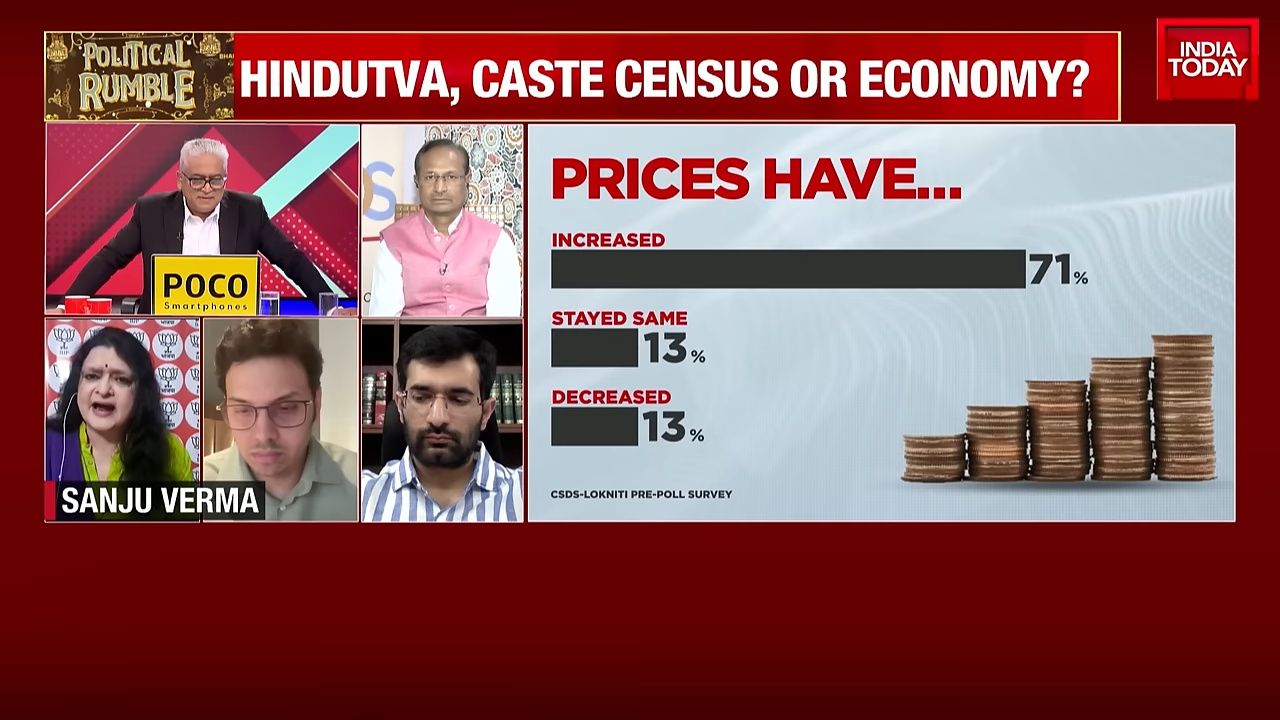 POLITICAL
RUMBLE
HINDUTVA, CASTE CENSUS OR ECONOMY?
INDIA
TODAY
PRICES HAVE...
INCREASED
71%
STAYED SAME
13%
DECREASED
13%
CSDS-LOKNITI PRE-POLL SURVEY
POCO
Smartphones
S
SANJU VERMA